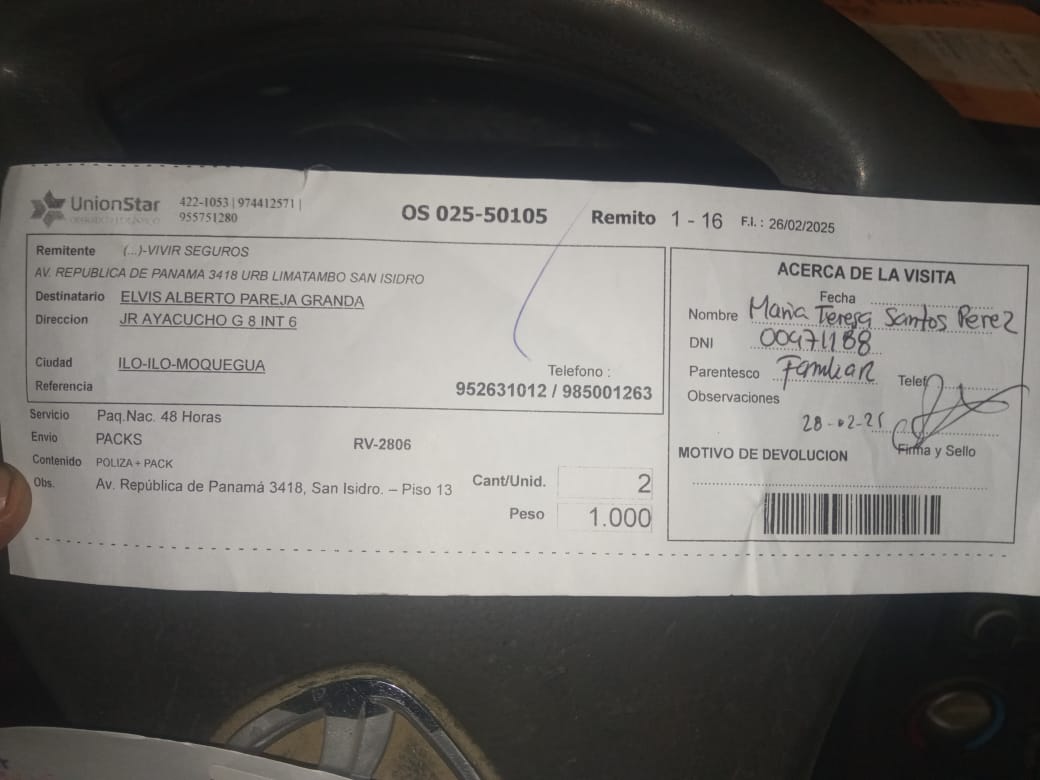 UnionStar
422-1053 | 974412571 |
955751280
OS 025-50105
Remito 1 - 16 F.I. : 26/02/2025
Remitente (...)-VIVIR SEGUROS
AV. REPUBLICA DE PANAMA 3418 URB LIMATAMBO SAN ISIDRO
Destinatario ELVIS ALBERTO PAREJA GRANDA
Direccion JR AYACUCHO G 8 INT 6
Ciudad ILO-ILO-MOQUEGUA
Telefono :
Referencia 952631012 / 985001263
Servicio Paq.Nac. 48 Horas
Envio PACKS RV-2806
Contenido POLIZA + PACK
Obs. Av. República de Panamá 3418, San Isidro. – Piso 13
Cant/Unid. 2
Peso 1.000
ACERCA DE LA VISITA
Fecha
Nombre Maria Teresa Santos Perez
DNI 00471188
Parentesco Familiar
Telef
Observaciones
28-02-25
Firma y Sello
MOTIVO DE DEVOLUCION